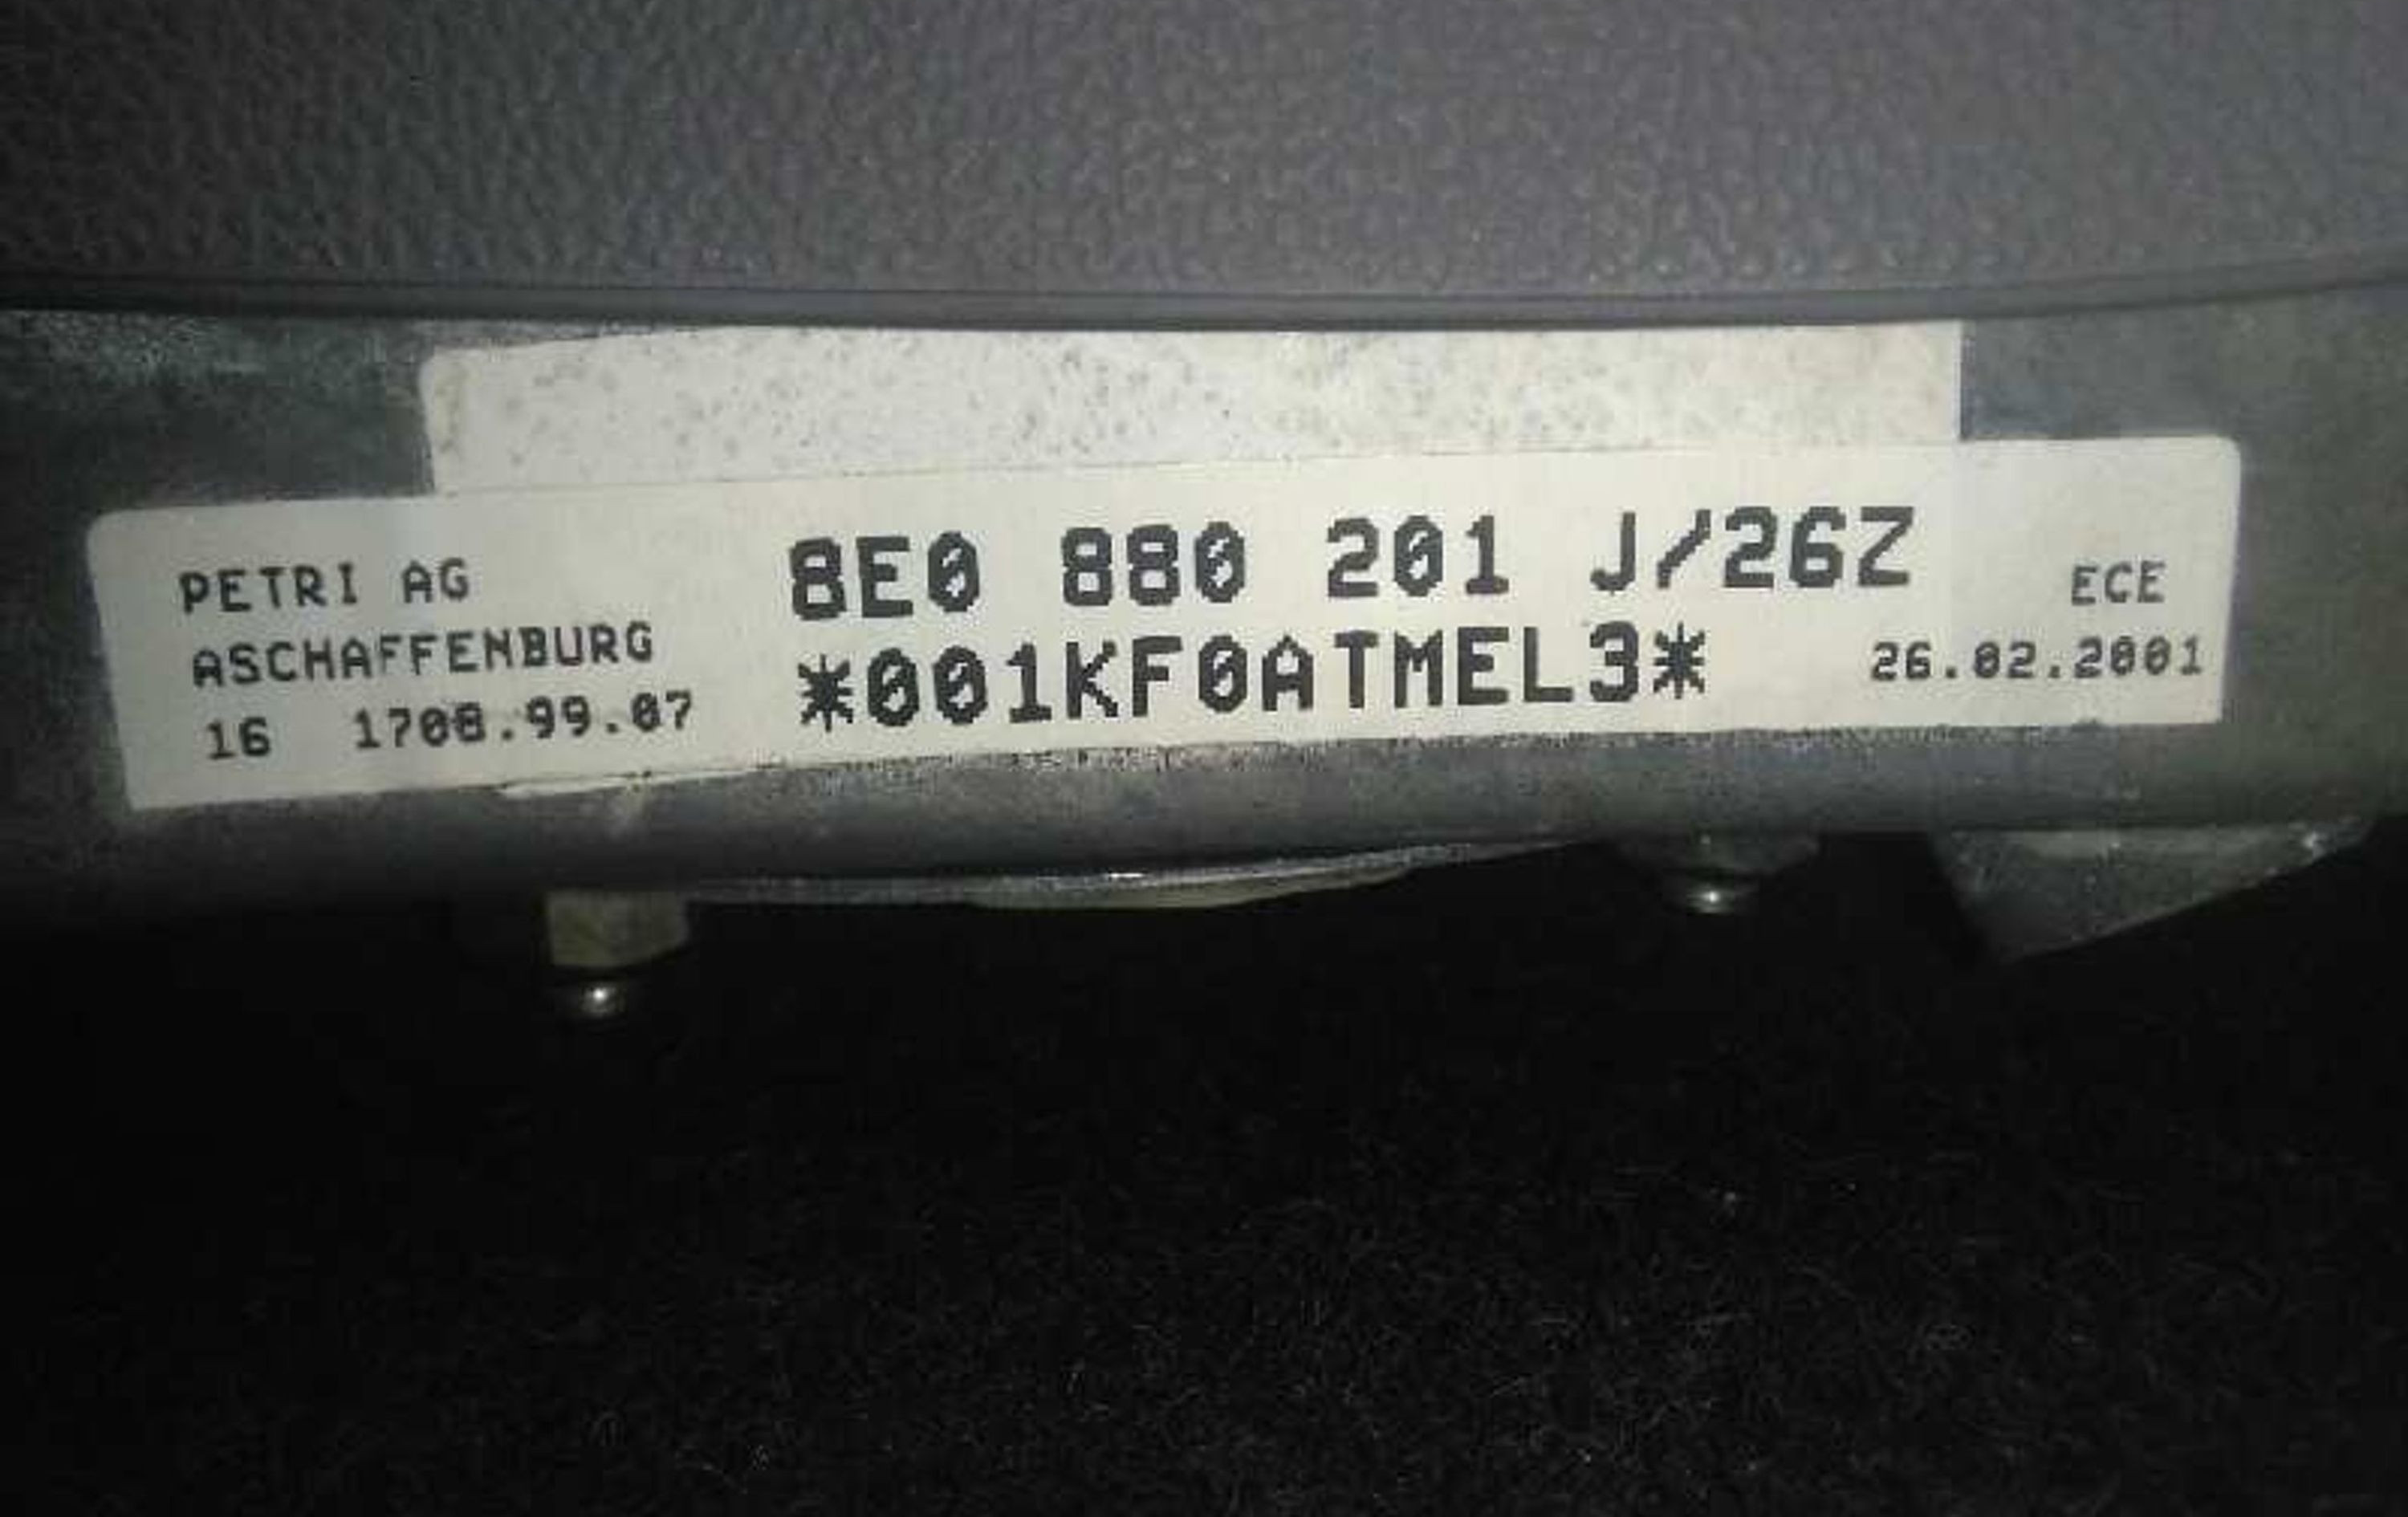 PETRI AG
ASCHAFFENBURG
16 1708.99.07
8E0 880 201 J/26Z
*001KF0ATMEL3*
ECE
26.02.2001